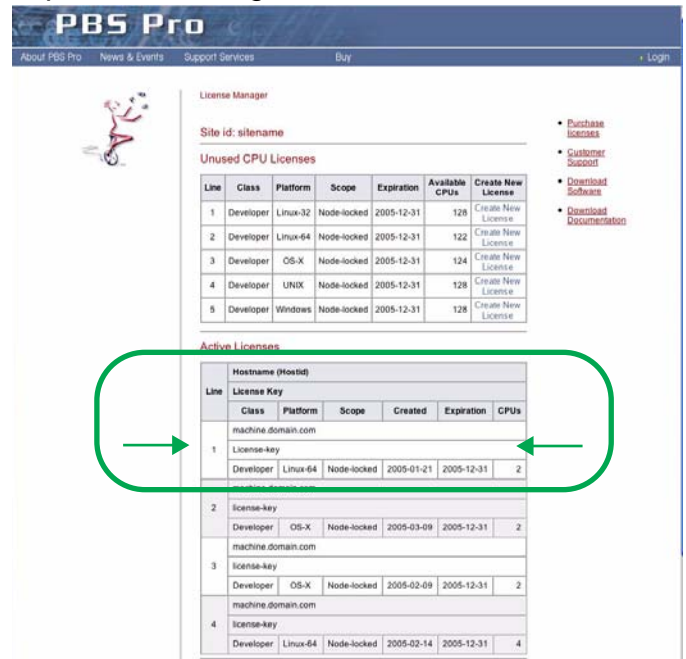 PBS Pro
About PBS Pro News & Events Support Services Buy Login
License Manager
Site id: sitename
Unused CPU Licenses
Line Class Platform Scope Expiration Available CPUs Create New License
1 Developer Linux-32 Node-locked 2005-12-31 128 Create New License
2 Developer Linux-64 Node-locked 2005-12-31 122 Create New License
3 Developer OS-X Node-locked 2005-12-31 124 Create New License
4 Developer UNIX Node-locked 2005-12-31 128 Create New License
5 Developer Windows Node-locked 2005-12-31 128 Create New License
Purchase licenses
Customer Support
Download Software
Download Documentation
Active Licenses
Line
Hostname (Hostid)
License Key
Class Platform Scope Created Expiration CPUs
1
machine.domain.com
License-key
Developer Linux-64 Node-locked 2005-01-21 2005-12-31 2
2
machine.domain.com
license-key
Developer OS-X Node-locked 2005-03-09 2005-12-31 2
3
machine.domain.com
license-key
Developer OS-X Node-locked 2005-02-09 2005-12-31 2
4
machine.domain.com
license-key
Developer Linux-64 Node-locked 2005-02-14 2005-12-31 4